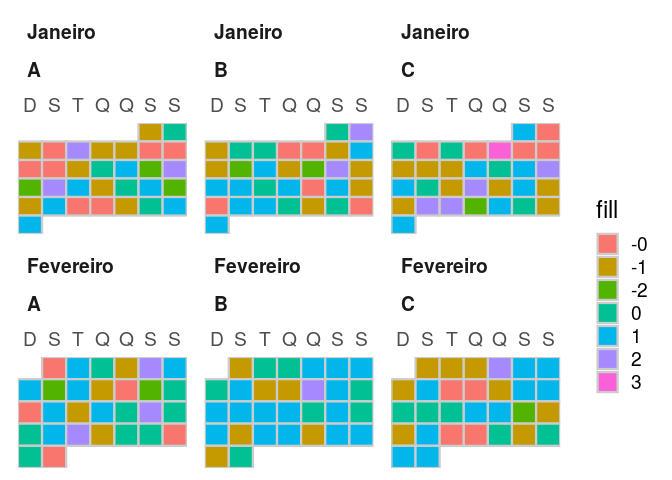 Janeiro Janeiro Janeiro
A B C
D S T Q Q S S D S T Q Q S S D S T Q Q S S
Fevereiro Fevereiro Fevereiro
A B C
D S T Q Q S S D S T Q Q S S D S T Q Q S S
fill
-0
-1
-2
0
1
2
3